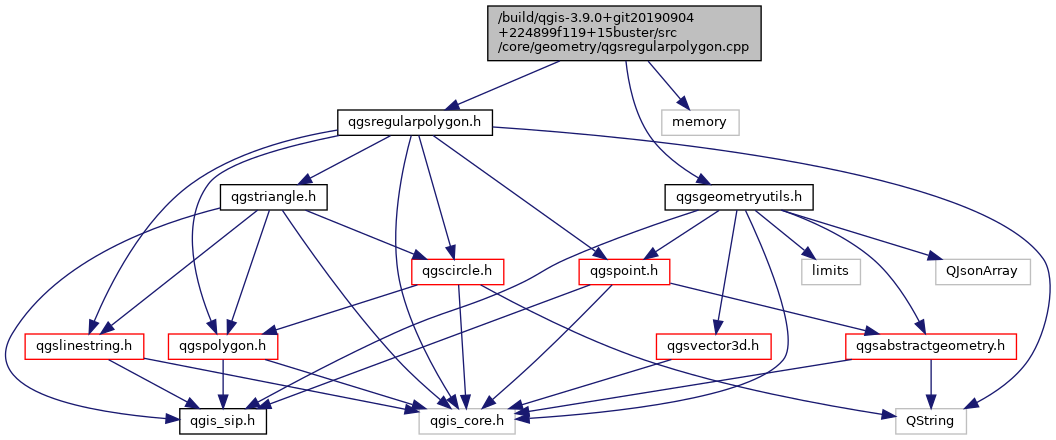 /build/qgis-3.9.0+git20190904
+224899f119+15buster/src
/core/geometry/qgsregularpolygon.cpp
qgsregularpolygon.h
memory
qgstriangle.h
qgsgeometryutils.h
qgscircle.h
qgspoint.h
limits
QJsonArray
qgslinestring.h
qgspolygon.h
qgsvector3d.h
qgsabstractgeometry.h
qgis_sip.h
qgis_core.h
QString